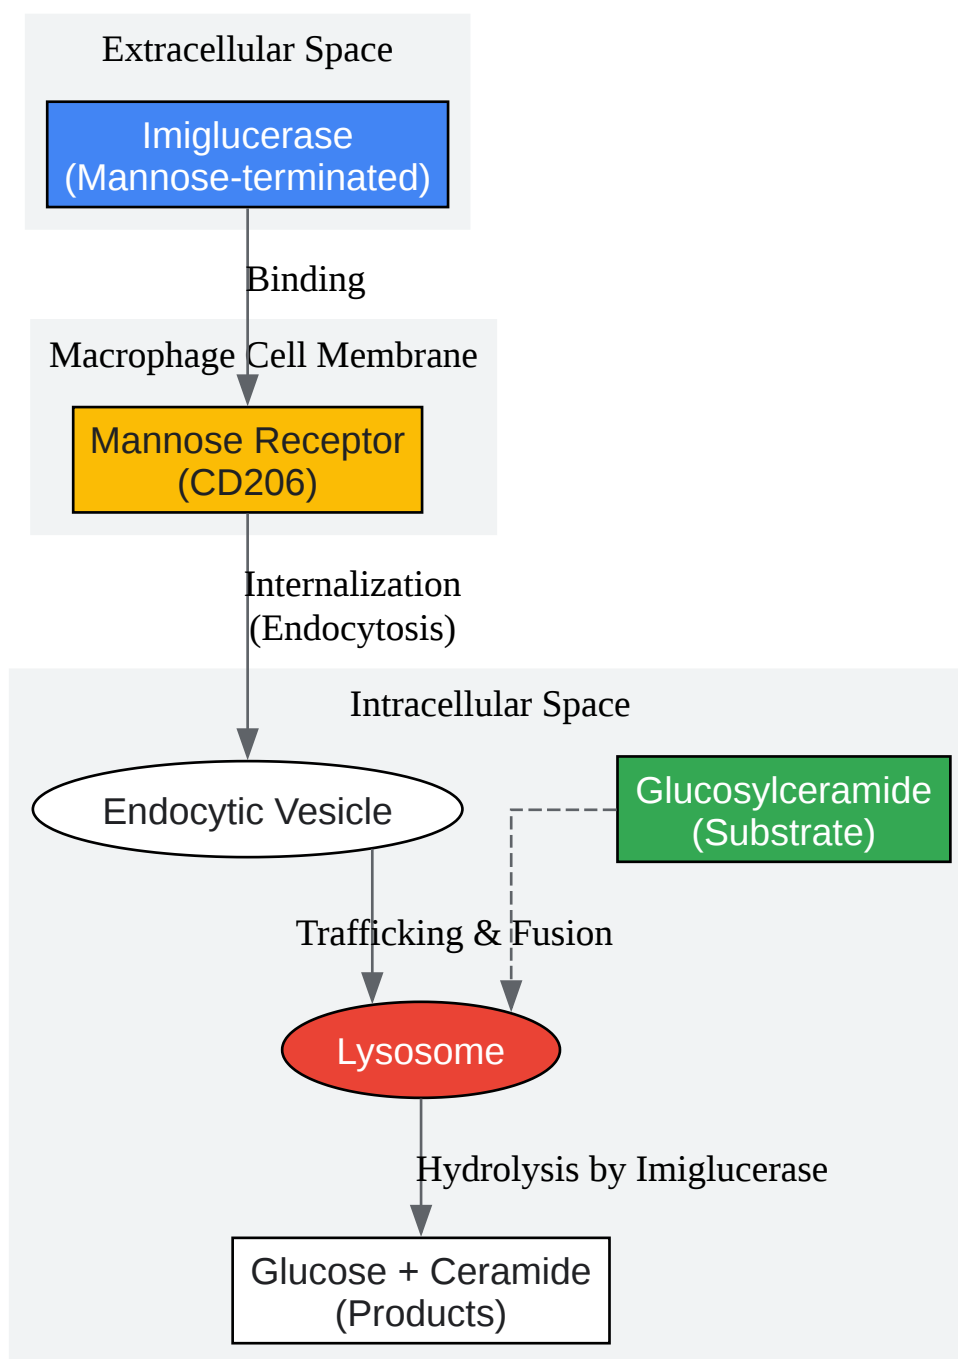 Extracellular Space
Imiglucerase
(Mannose-terminated)
Binding
Macrophage Cell Membrane
Mannose Receptor
(CD206)
Internalization
(Endocytosis)
Intracellular Space
Endocytic Vesicle
Glucosylceramide
(Substrate)
Trafficking & Fusion
Lysosome
Hydrolysis by Imiglucerase
Glucose + Ceramide
(Products)